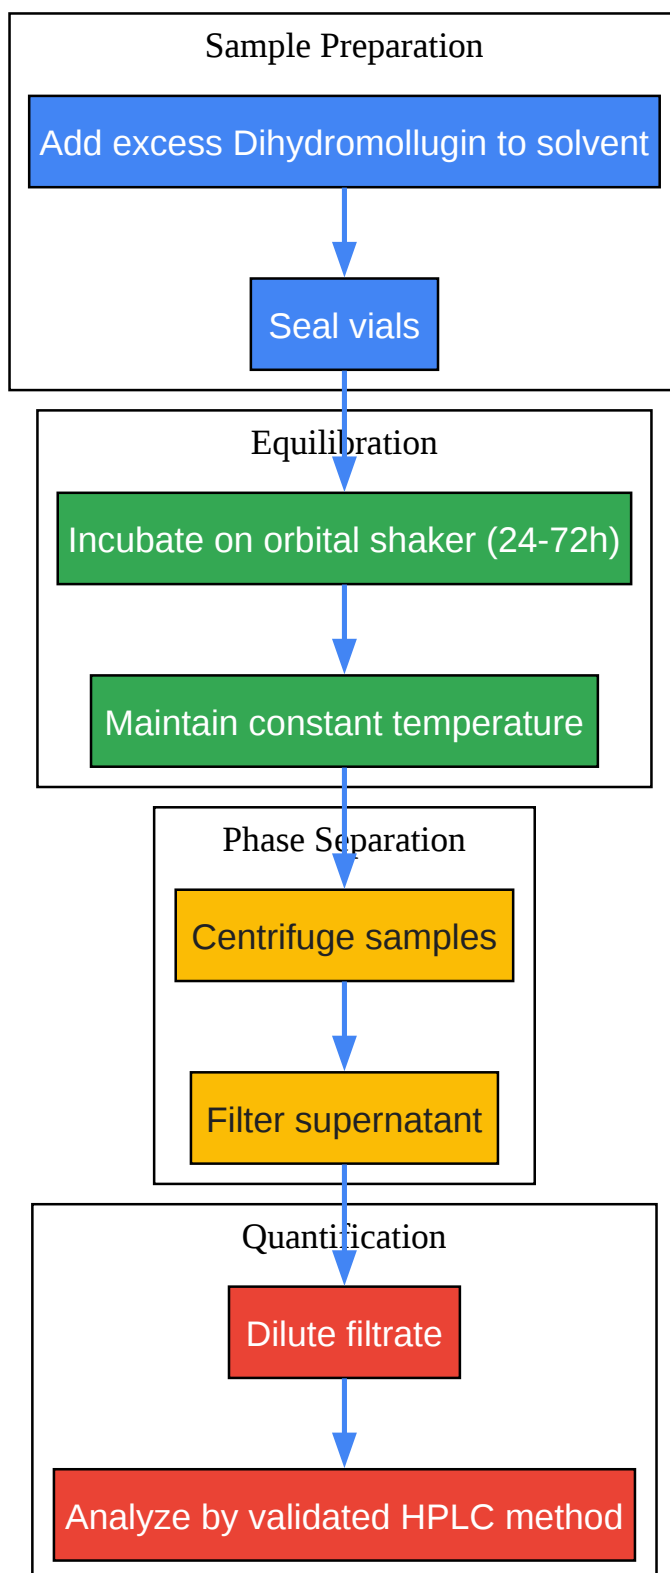 Sample Preparation
Add excess Dihydromollugin to solvent
Seal vials
Equilibration
Incubate on orbital shaker (24-72h)
Maintain constant temperature
Phase Separation
Centrifuge samples
Filter supernatant
Quantification
Dilute filtrate
Analyze by validated HPLC method